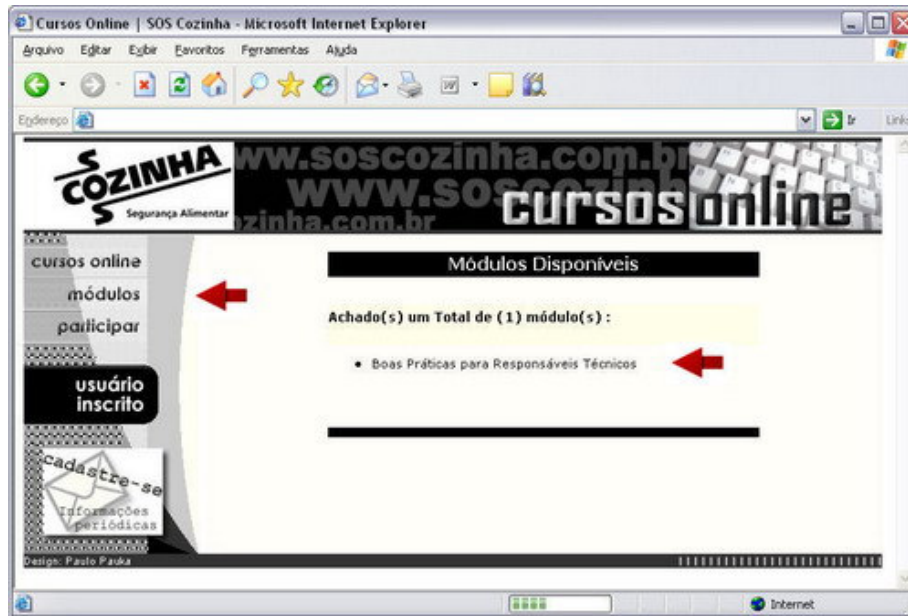 Cursos Online | SOS Cozinha - Microsoft Internet Explorer
Arquivo Editar Exibir Favoritos Ferramentas Ajuda
Endereço Ir Links
S COZINHA S
Segurança Alimentar
www.soscozinha.com.br
cursos online
cursos online
módulos
participar
usuário
inscrito
cadastre-se
Informações
periódicas
Módulos Disponíveis
Achado(s) um Total de (1) módulo(s) :
• Boas Práticas para Responsáveis Técnicos
Design: Paulo Pauka
Internet